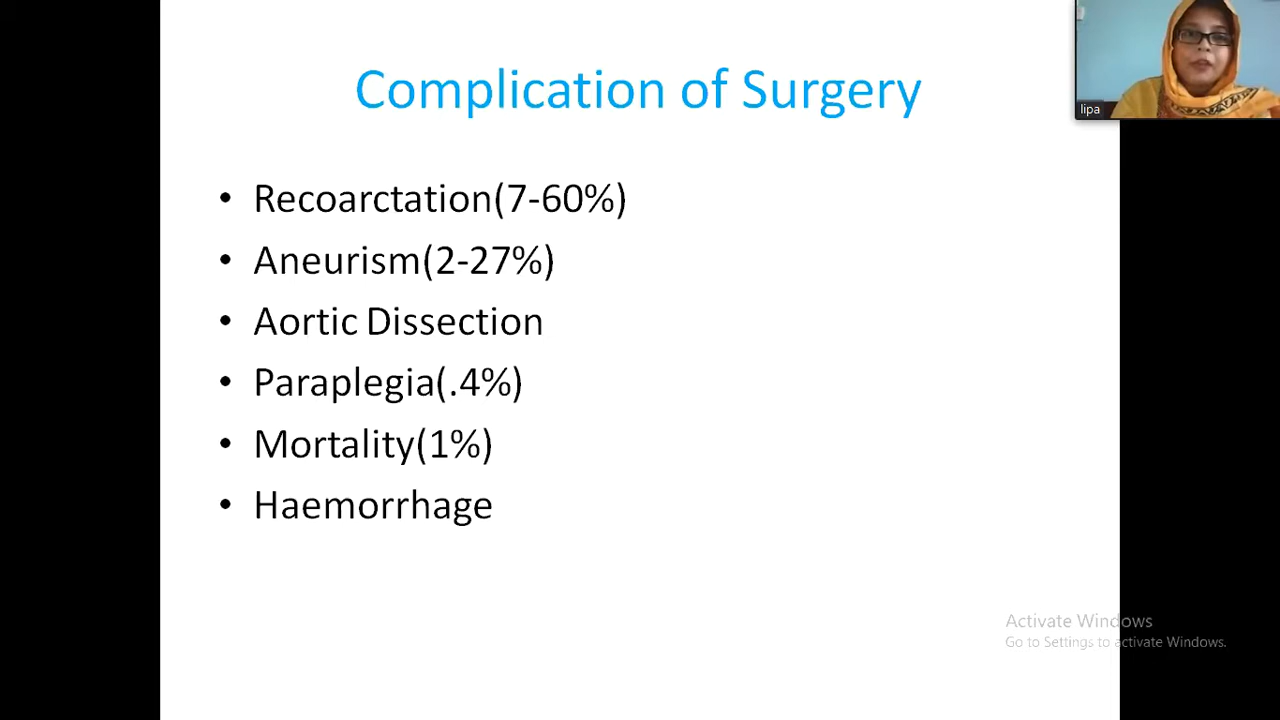 Complication of Surgery
lipa
• Recoarctation(7-60%)
• Aneurism(2-27%)
• Aortic Dissection
• Paraplegia(.4%)
• Mortality(1%)
• Haemorrhage
Activate Windows
Go to Settings to activate Windows.